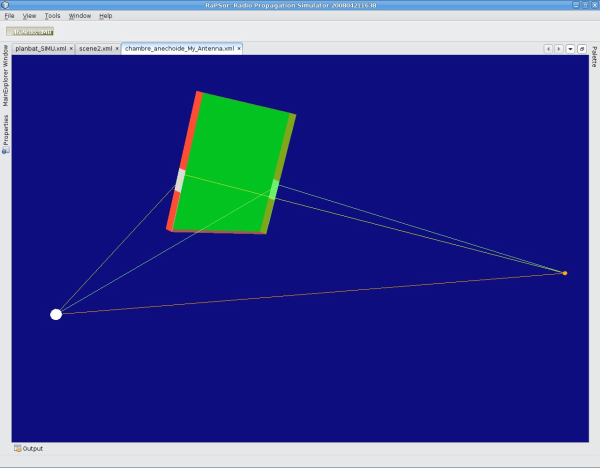 RaPSor: Radio Propagation Simulator 200804211638
File View Tools Window Help
planbat_SIMU.xml
scene2.xml
chambre_anechoide_My_Antenna.xml
MainExplorer Window
Properties
Palette
Output